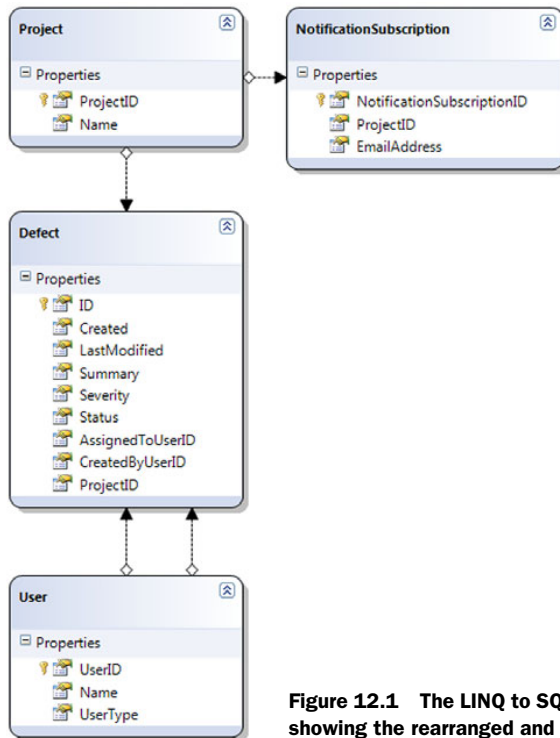 Project
Properties
ProjectID
Name
NotificationSubscription
Properties
NotificationSubscriptionID
ProjectID
EmailAddress
Defect
Properties
ID
Created
LastModified
Summary
Severity
Status
AssignedToUserID
CreatedByUserID
ProjectID
User
Properties
UserID
Name
UserType
Figure 12.1 The LINQ to SQ
showing the rearranged and